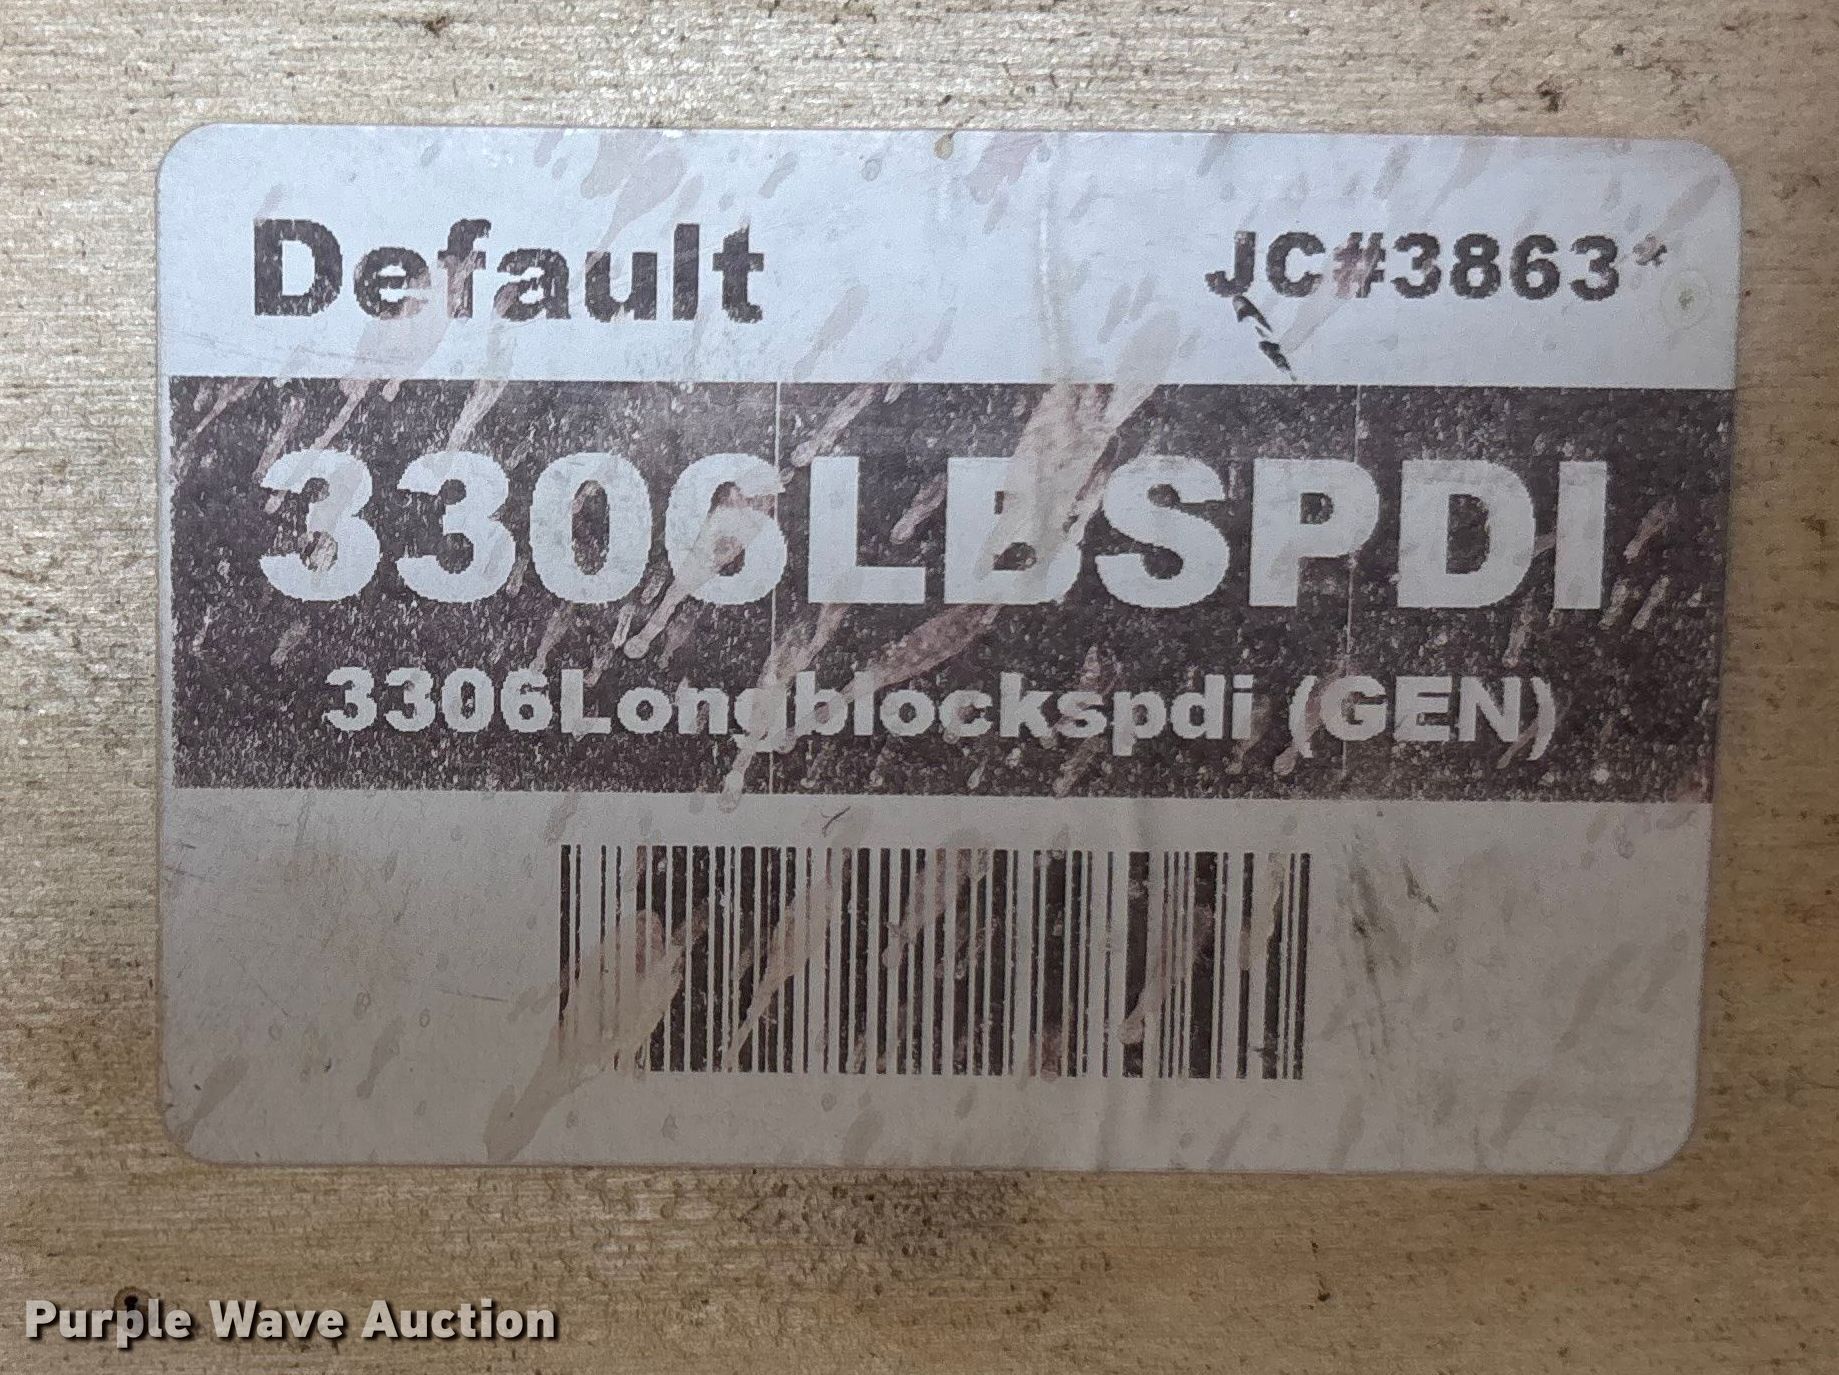 Default JC#3863*
3306LBSPDI
3306Longblockspdi (GEN)
Purple Wave Auction